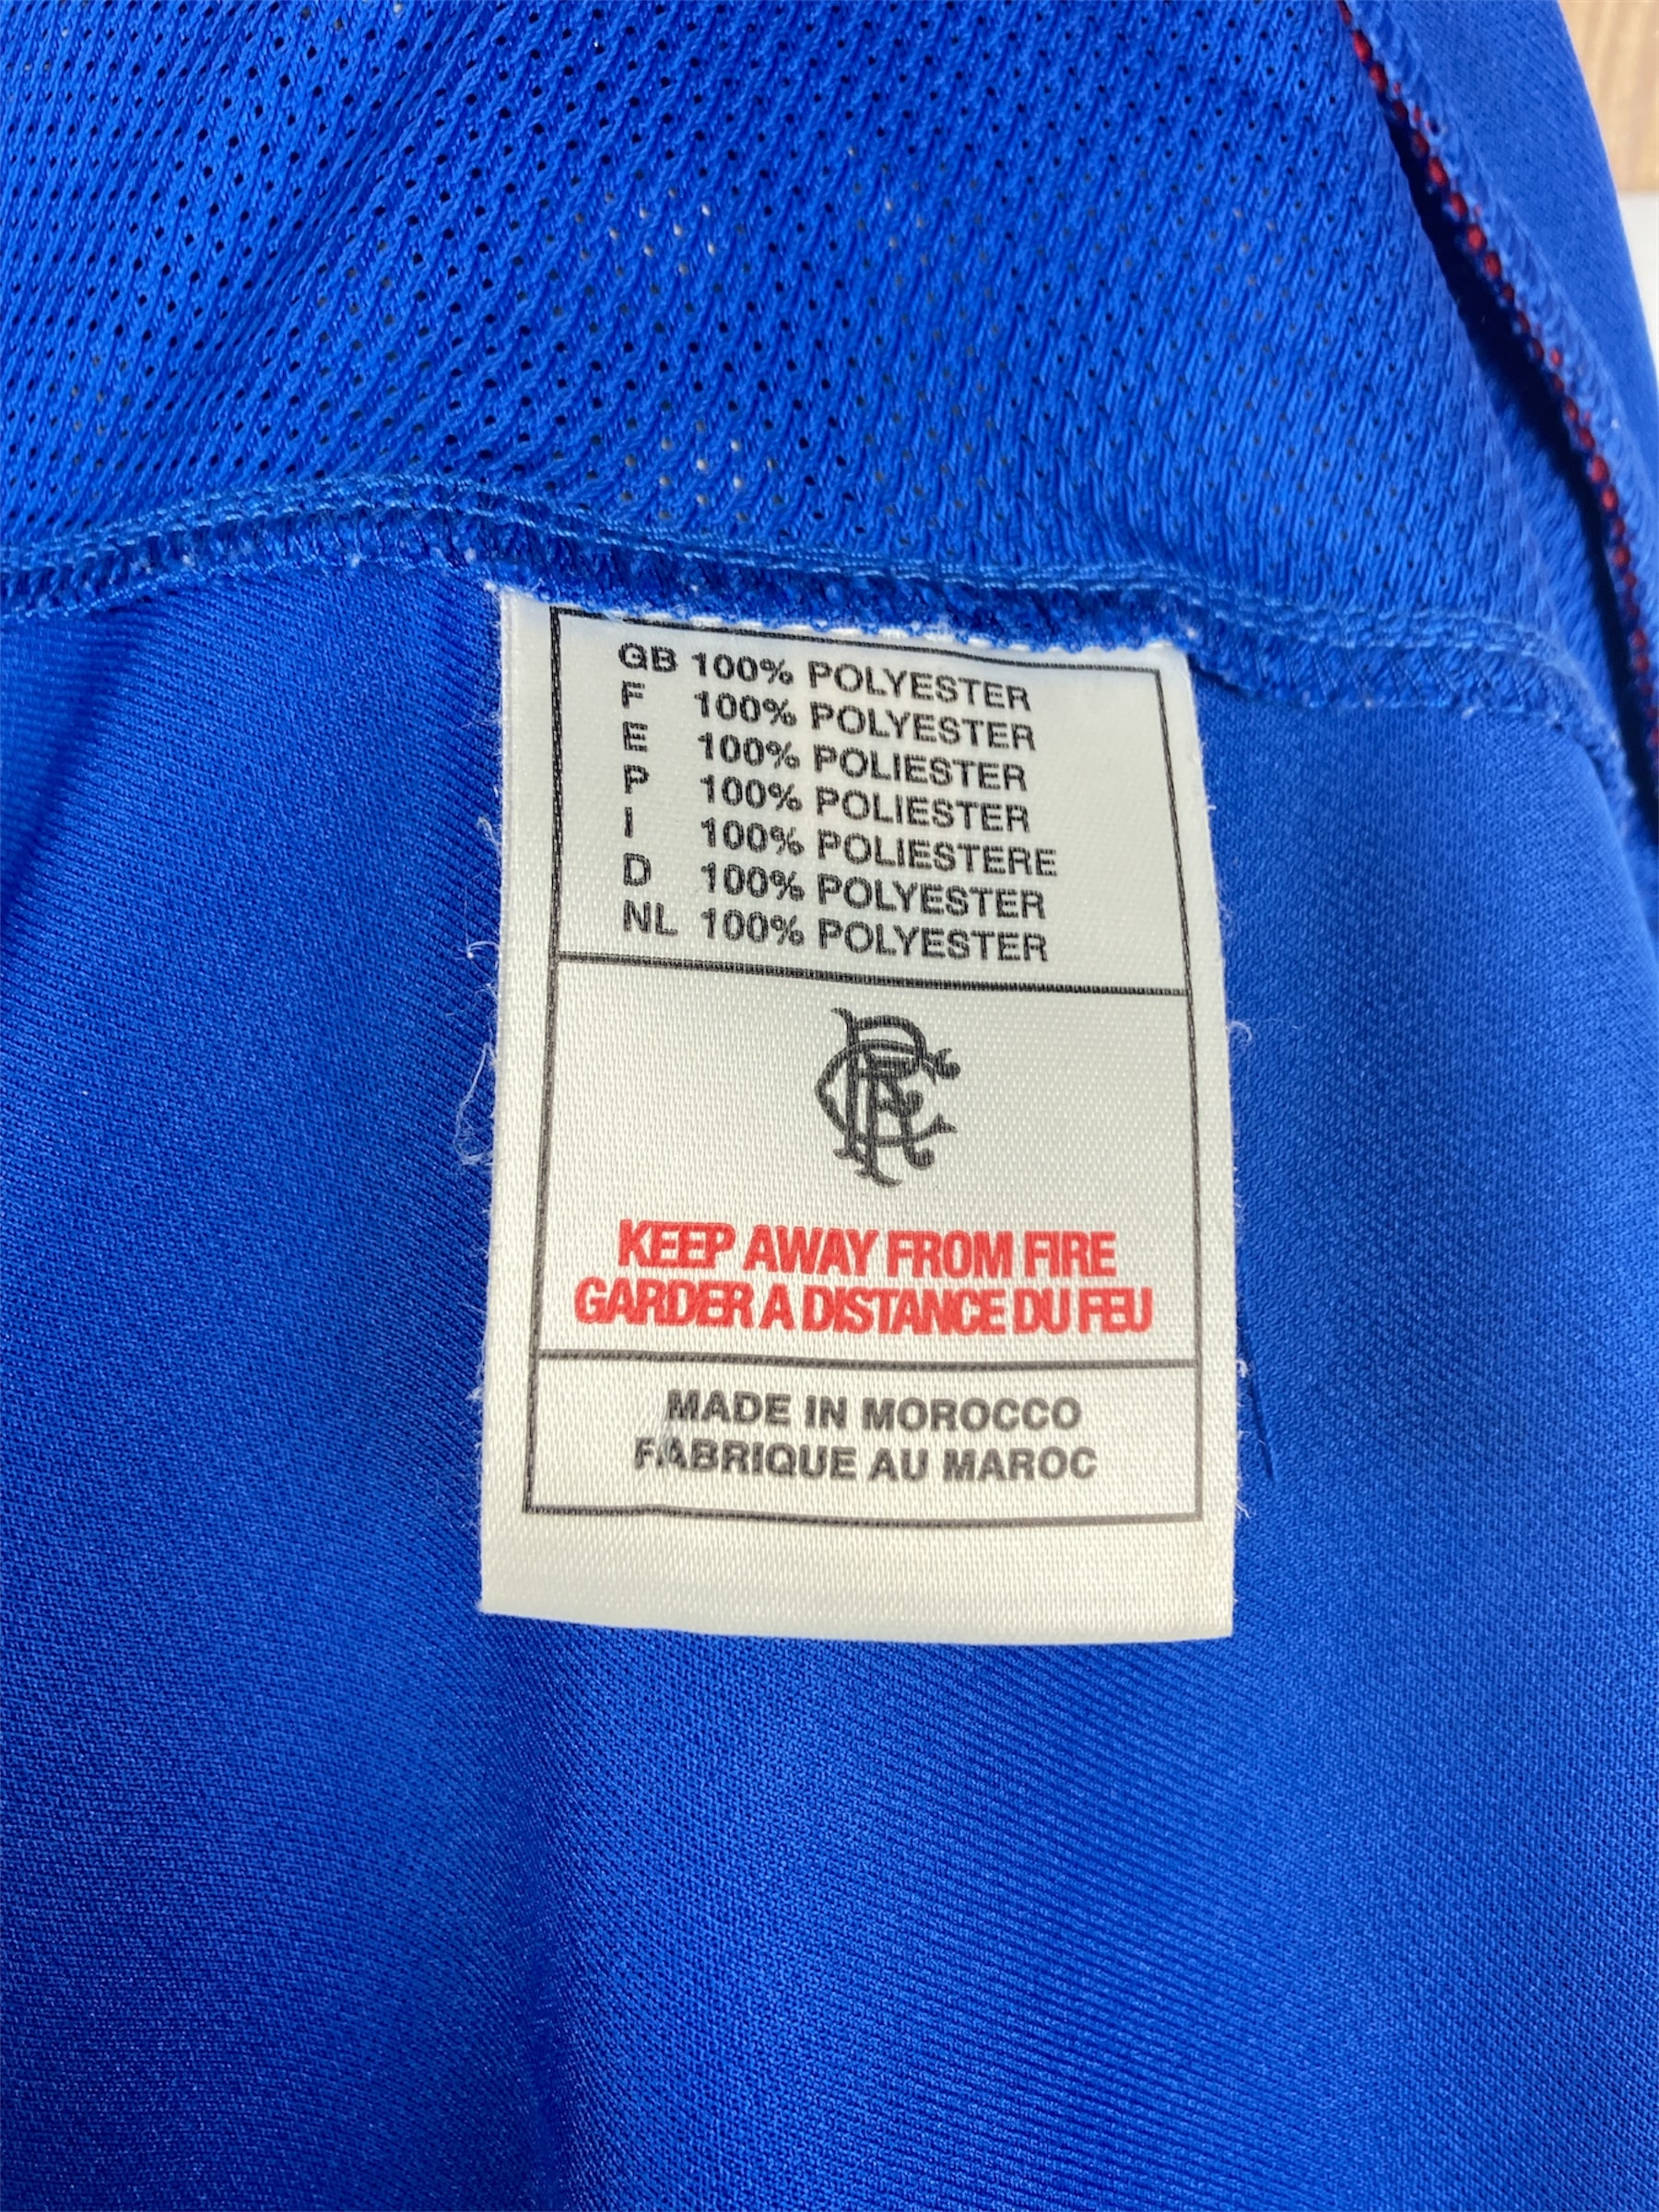 GB 100% POLYESTER
F 100% POLYESTER
E 100% POLIESTER
P 100% POLIESTER
I 100% POLIESTERE
D 100% POLYESTER
NL 100% POLYESTER
RFC
KEEP AWAY FROM FIRE
GARDER A DISTANCE DU FEU
MADE IN MOROCCO
FABRIQUE AU MAROC